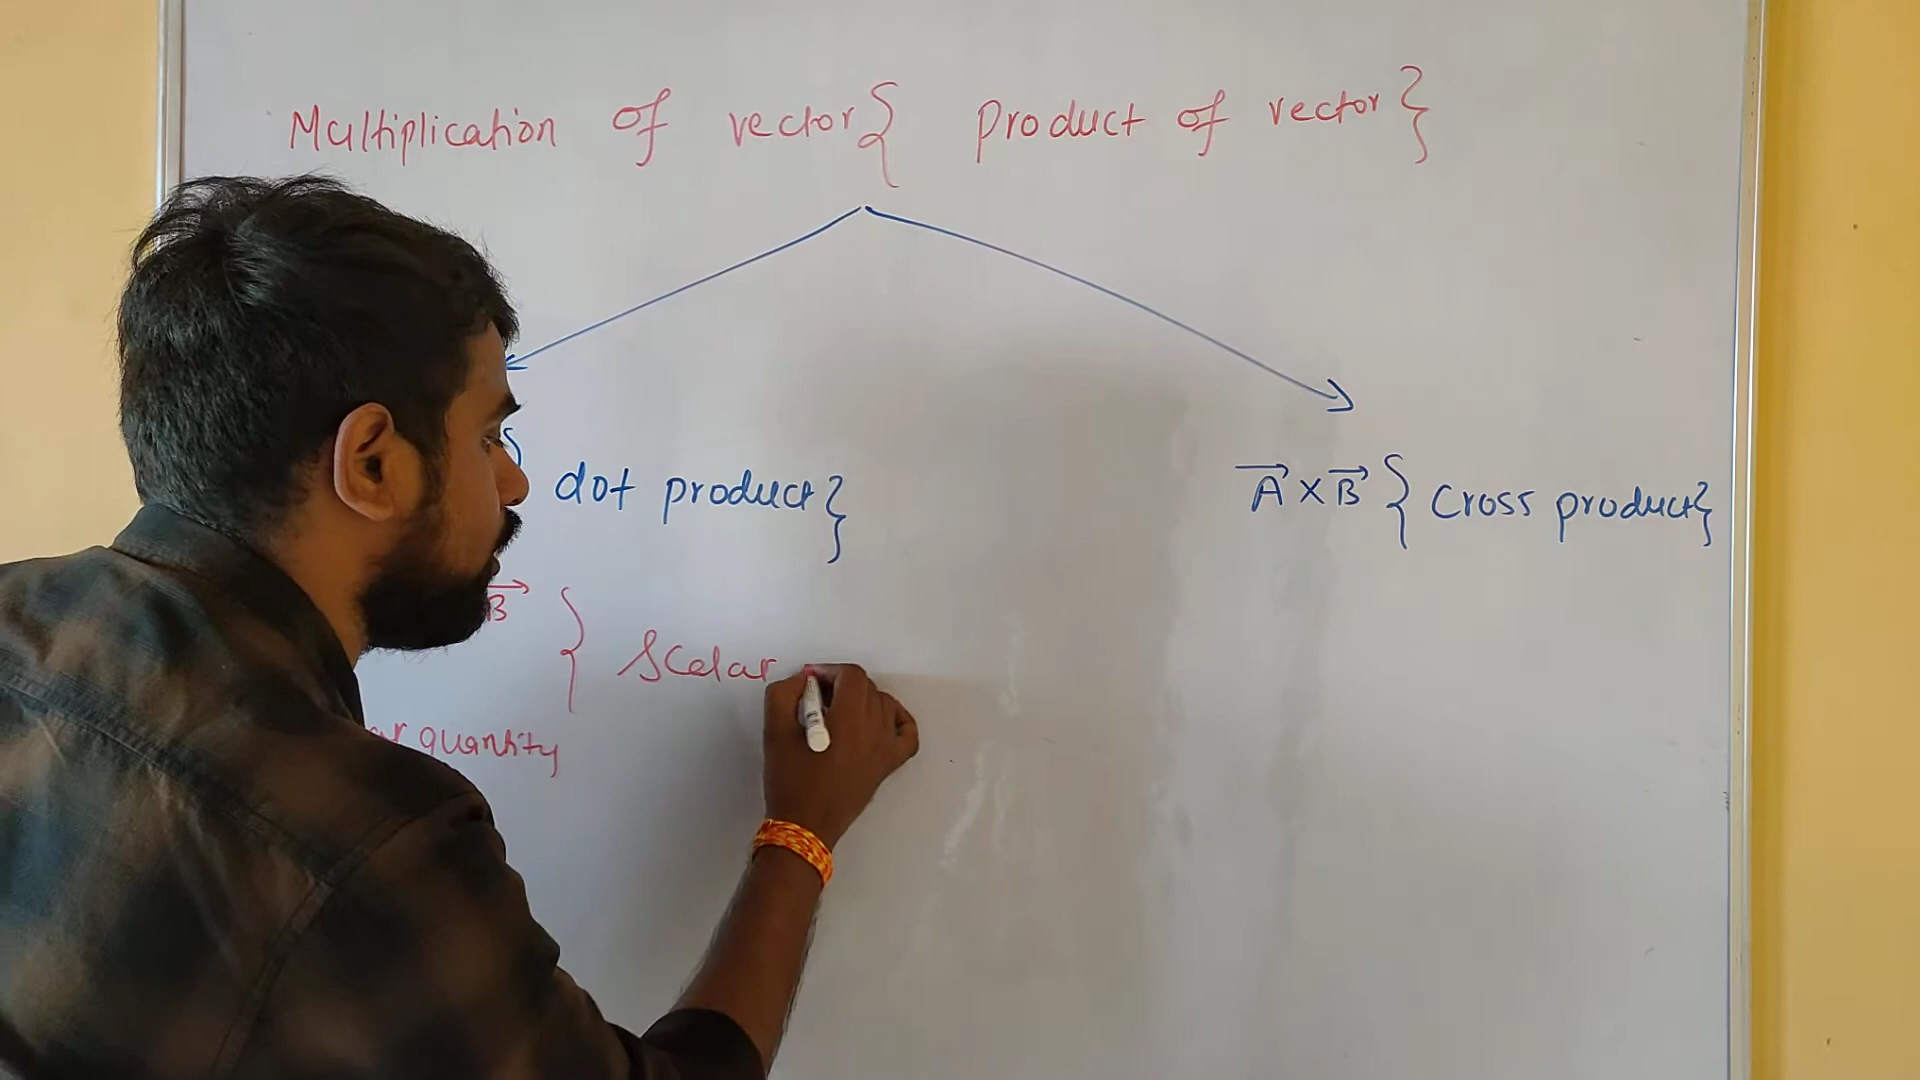 Multiplication of vector { Product of vector }
dot product }
A × B { Cross product }
B } Scalar
quantity